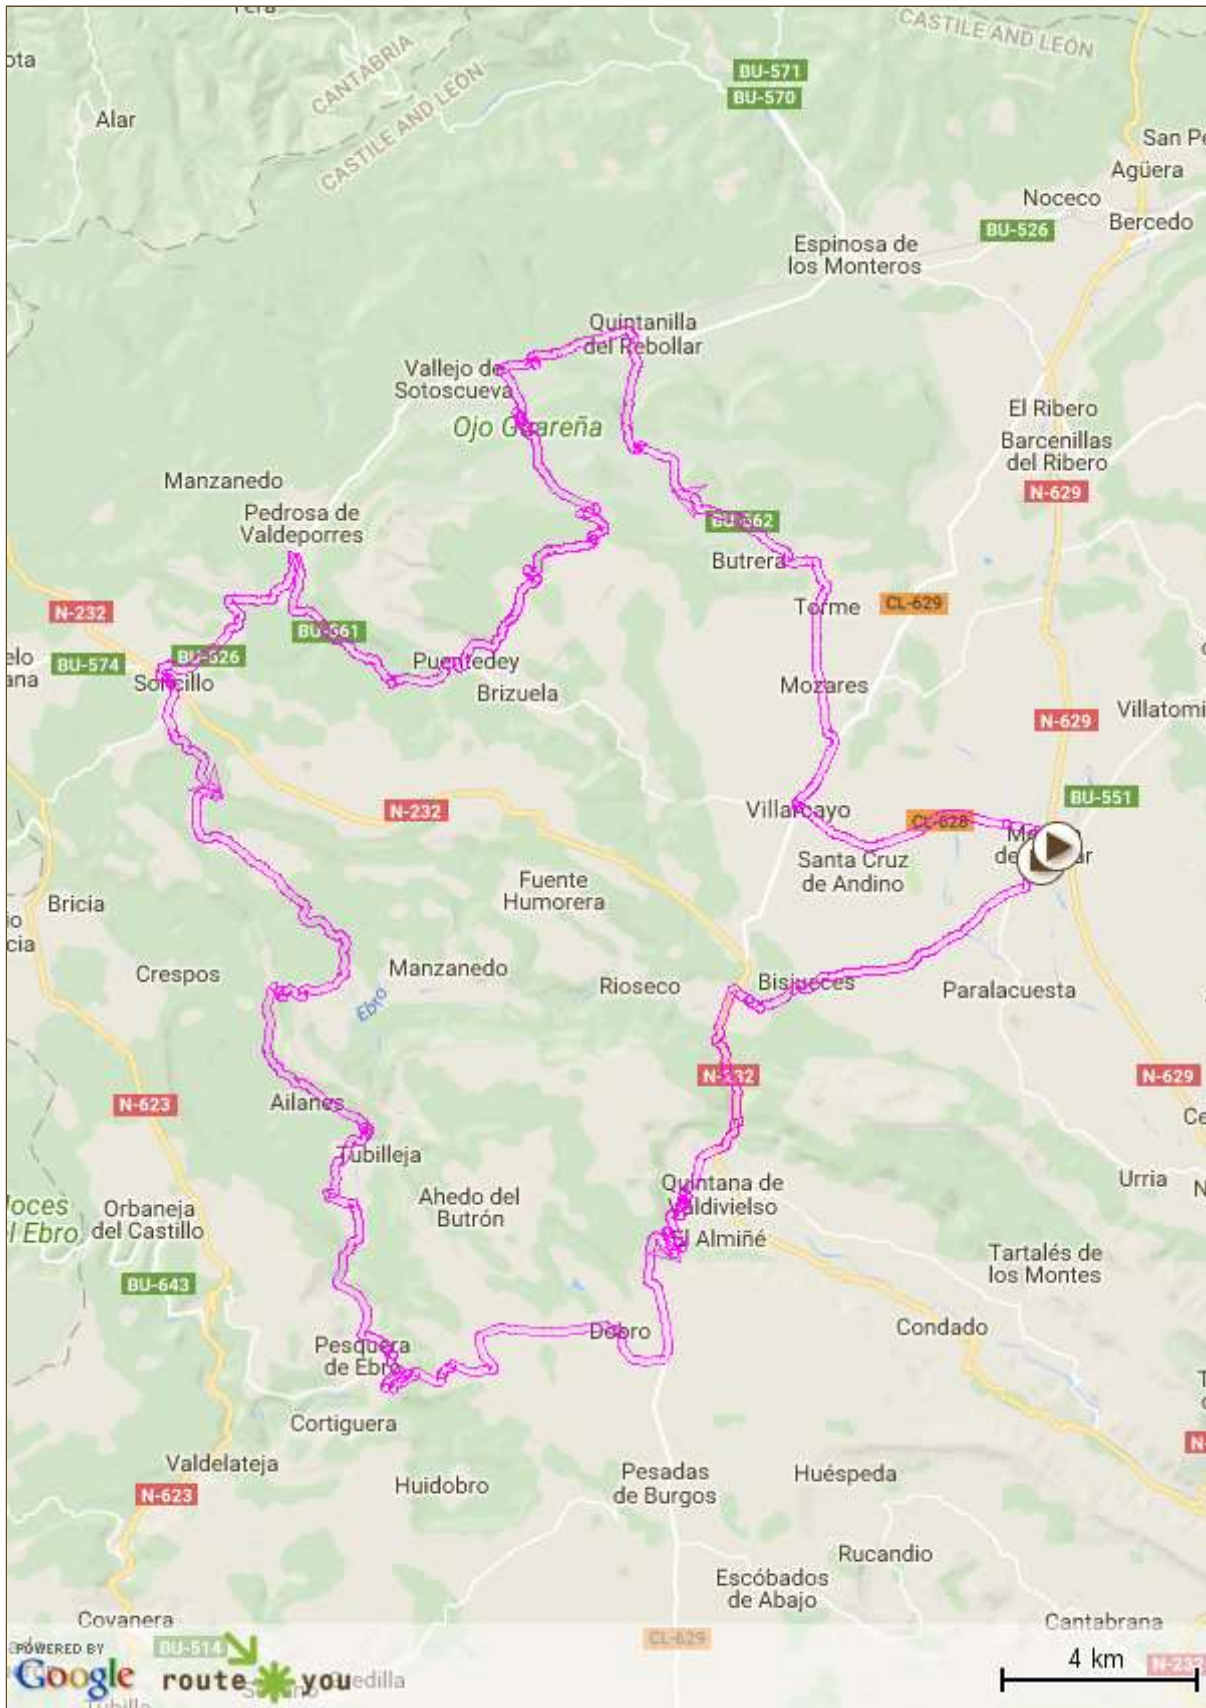 CASTILE AND LEON
BU-571
BU-570
CANTABRIA
CASTILE AND LEON
Alar
San Pe
Agüera
Noceco
Bercedo
BU-526
Espinosa de
los Monteros
Quintanilla
del Rebollar
Vallejo de
Sotoscueva
Ojo Guareña
El Ribero
Barcenillas
del Ribero
N-629
Manzanedo
Pedrosa de
Valdeporres
BU-562
Butrera
N-232
Torme
CL-629
BU-561
BU-574
BU-526
Puentedey
Soncillo
Brizuela
Mozares
Villatomi
N-629
BU-551
N-232
Villarcayo
CL-628
Santa Cruz
de Andino
Fuente
Humorera
Bricia
Crespos
Manzanedo
Rioseco
Bisjueces
Paralacuesta
Ebro
N-232
N-629
N-623
Ailanes
Tubilleja
Urria
Quintana de
Valdivielso
Ahedo del
Butrón
Orbaneja
del Castillo
El Almiñé
Tartalés de
los Montes
BU-643
Dobro
Condado
Pesquera
de Ebro
Cortiguera
Valdelateja
N-623
Huidobro
Pesadas
de Burgos
Huéspeda
Rucandio
Escóbados
de Abajo
Covanera
Cantabrana
BU-514
CL-629
POWERED BY
Google
route you
4 km
N-232